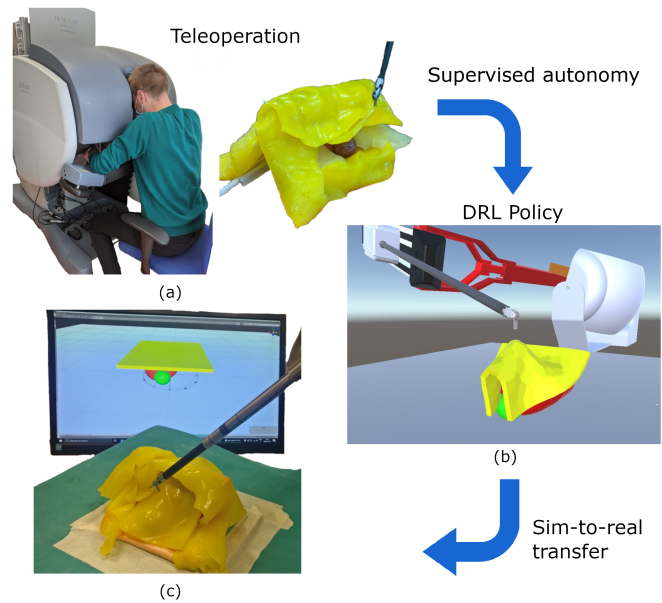 Teleoperation
Supervised autonomy
DRL Policy
(a)
(b)
Sim-to-real
transfer
(c)